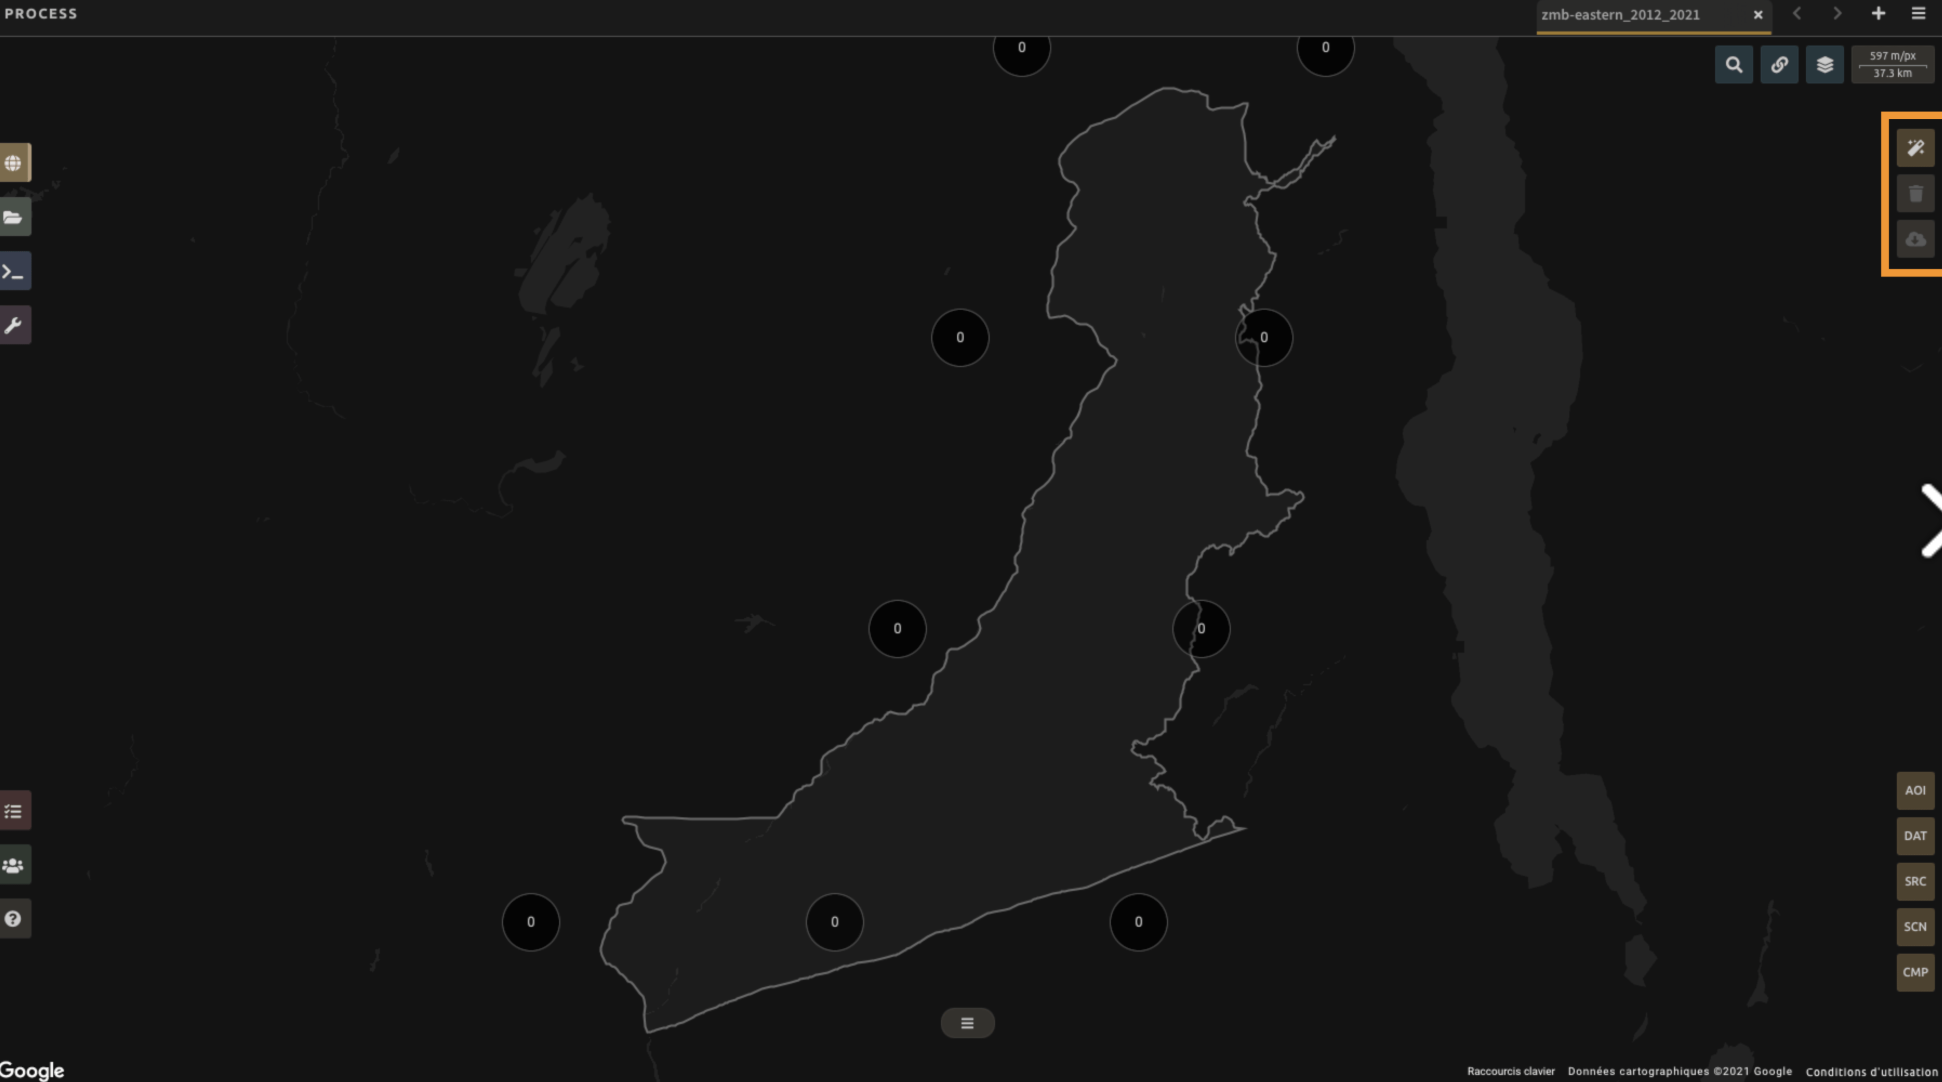 PROCESS
zmb-eastern_2012_2021
597 m/px
37.3 km
0
0
0
0
0
0
0
0
0
AOI
DAT
SRC
SCN
CMP
Google
Raccourcis clavier
Données cartographiques ©2021 Google
Conditions d'utilisation